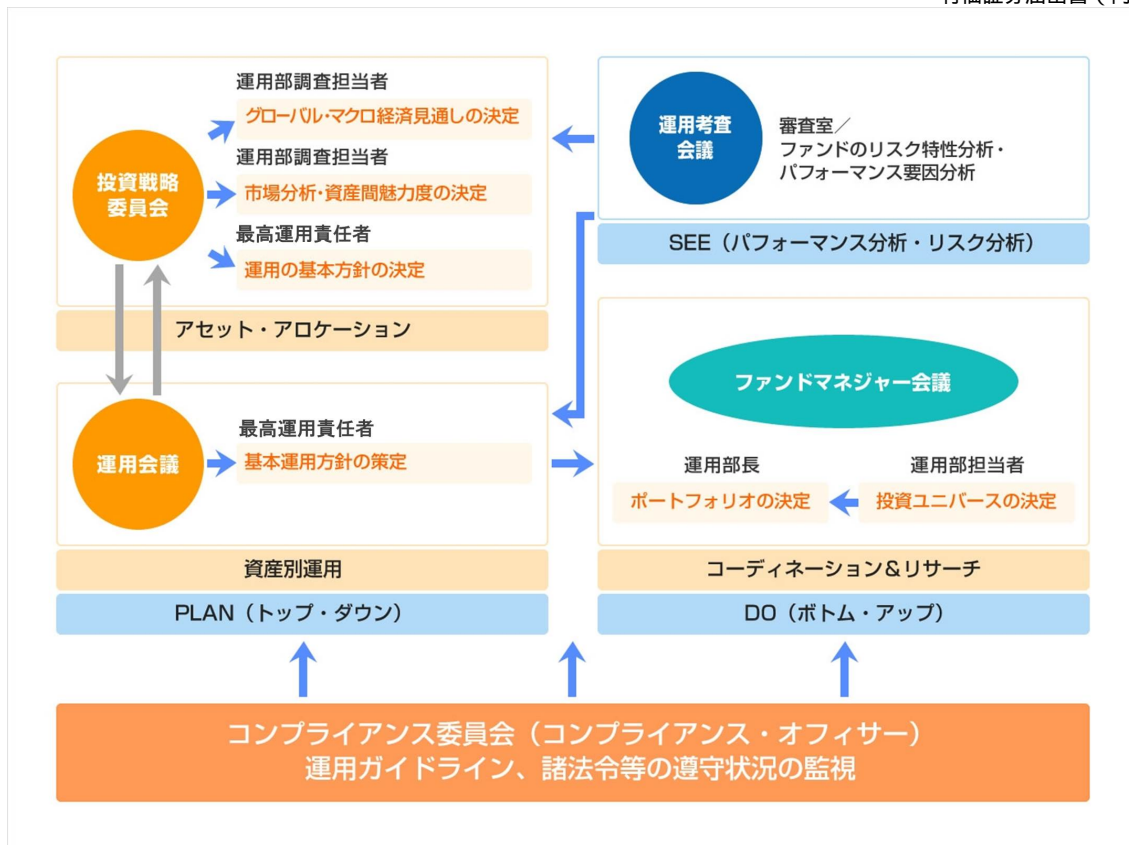 投資戦略
委員会
運用部調査担当者
グローバル・マクロ経済見通しの決定
運用部調査担当者
市場分析・資産間魅力度の決定
最高運用責任者
運用の基本方針の決定
アセット・アロケーション
運用考査
会議
審査室／
ファンドのリスク特性分析・
パフォーマンス要因分析
SEE（パフォーマンス分析・リスク分析）
運用会議
最高運用責任者
基本運用方針の策定
資産別運用
PLAN（トップ・ダウン）
ファンドマネジャー会議
運用部長
ポートフォリオの決定
運用部担当者
投資ユニバースの決定
コーディネーション＆リサーチ
DO（ボトム・アップ）
コンプライアンス委員会（コンプライアンス・オフィサー）
運用ガイドライン、諸法令等の遵守状況の監視